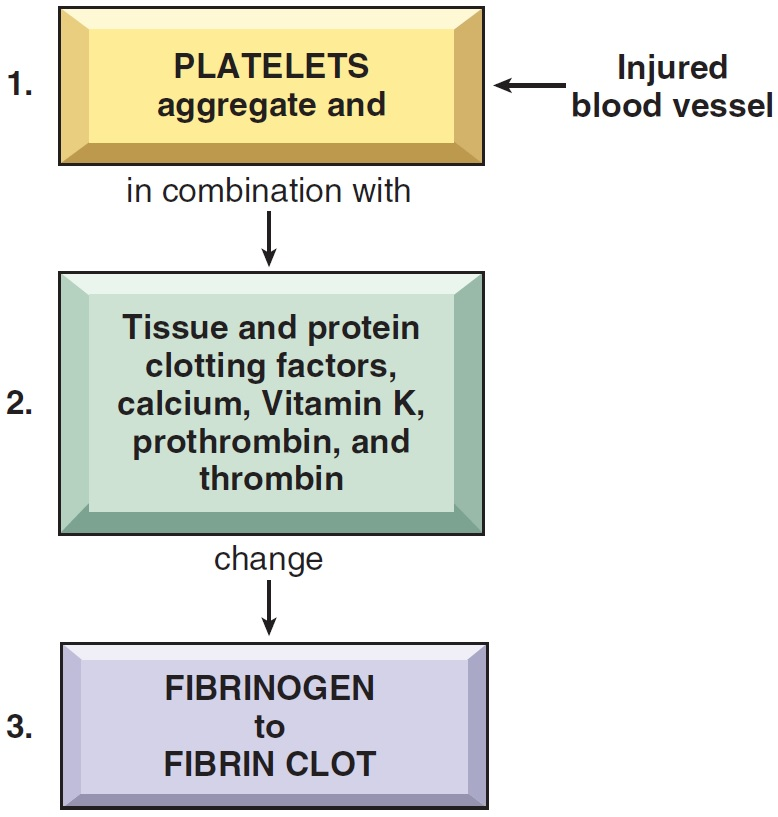 1.
PLATELETS
aggregate and
Injured
blood vessel
in combination with
2.
Tissue and protein
clotting factors,
calcium, Vitamin K,
prothrombin, and
thrombin
change
3.
FIBRINOGEN
to
FIBRIN CLOT